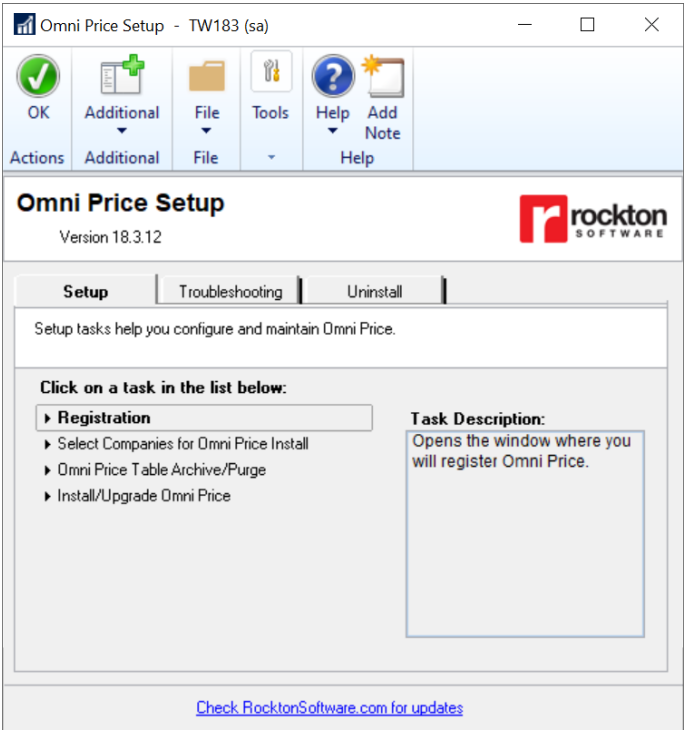 Omni Price Setup - TW183 (sa)
OK
Additional
File
Tools
Help
Add
Note
Actions
Additional
File
Help
Omni Price Setup
Version 18.3.12
rockton
SOFTWARE
Setup
Troubleshooting
Uninstall
Setup tasks help you configure and maintain Omni Price.
Click on a task in the list below:
Registration
Select Companies for Omni Price Install
Omni Price Table Archive/Purge
Install/Upgrade Omni Price
Task Description:
Opens the window where you
will register Omni Price.
Check RocktonSoftware.com for updates